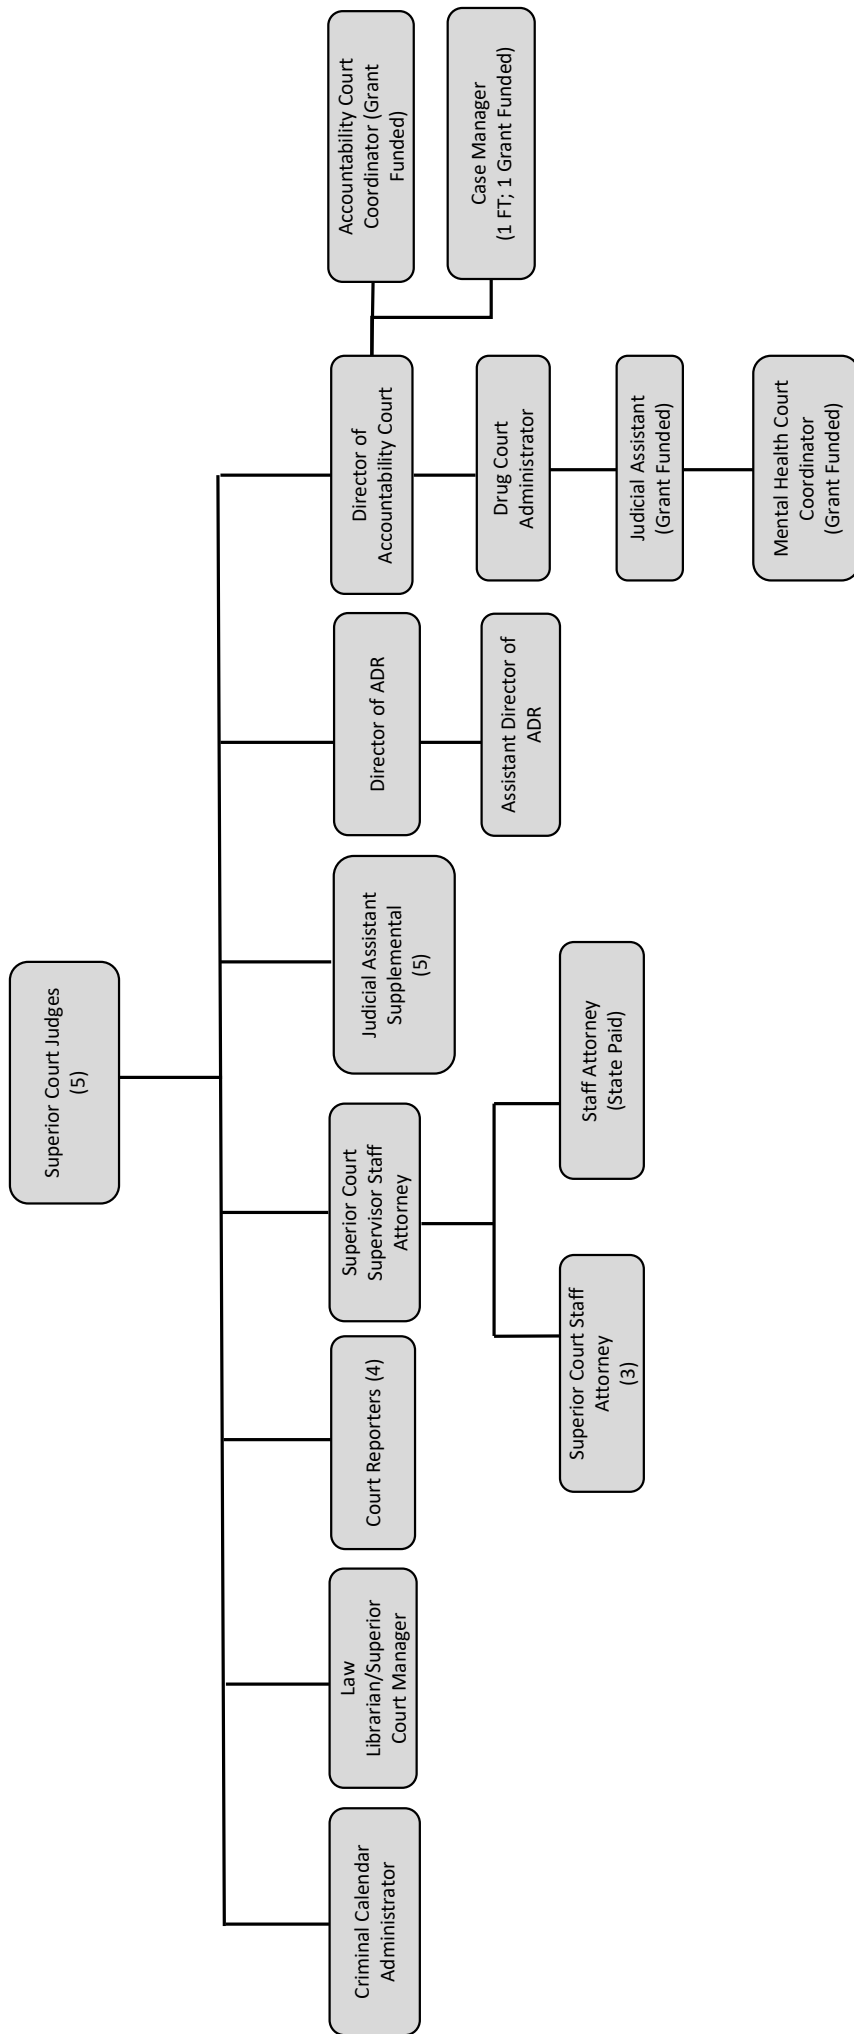 Superior Court Judges
(5)
Criminal Calendar
Administrator
Law
Librarian/Superior
Court Manager
Court Reporters (4)
Superior Court
Supervisor Staff
Attorney
Judicial Assistant
Supplemental
(5)
Director of ADR
Director of
Accountability Court
Accountability Court
Coordinator (Grant
Funded)
Case Manager
(1 FT; 1 Grant Funded)
Superior Court Staff
Attorney
(3)
Staff Attorney
(State Paid)
Assistant Director of
ADR
Drug Court
Administrator
Judicial Assistant
(Grant Funded)
Mental Health Court
Coordinator
(Grant Funded)